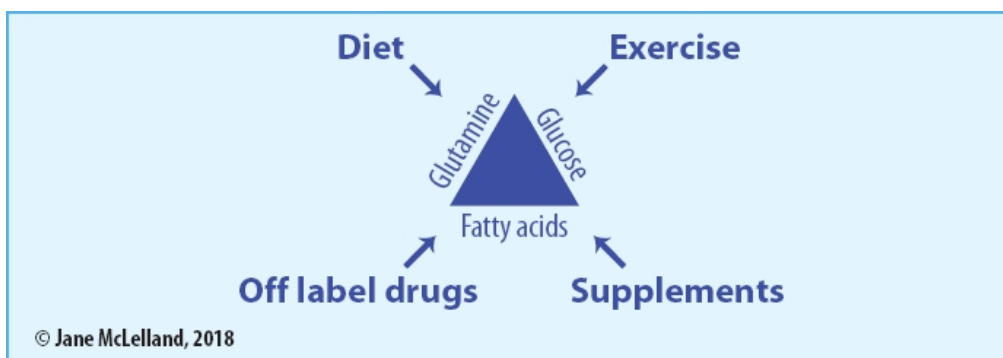 Diet
Exercise
Glutamine
Glucose
Fatty acids
Off label drugs
Supplements
© Jane McLelland, 2018